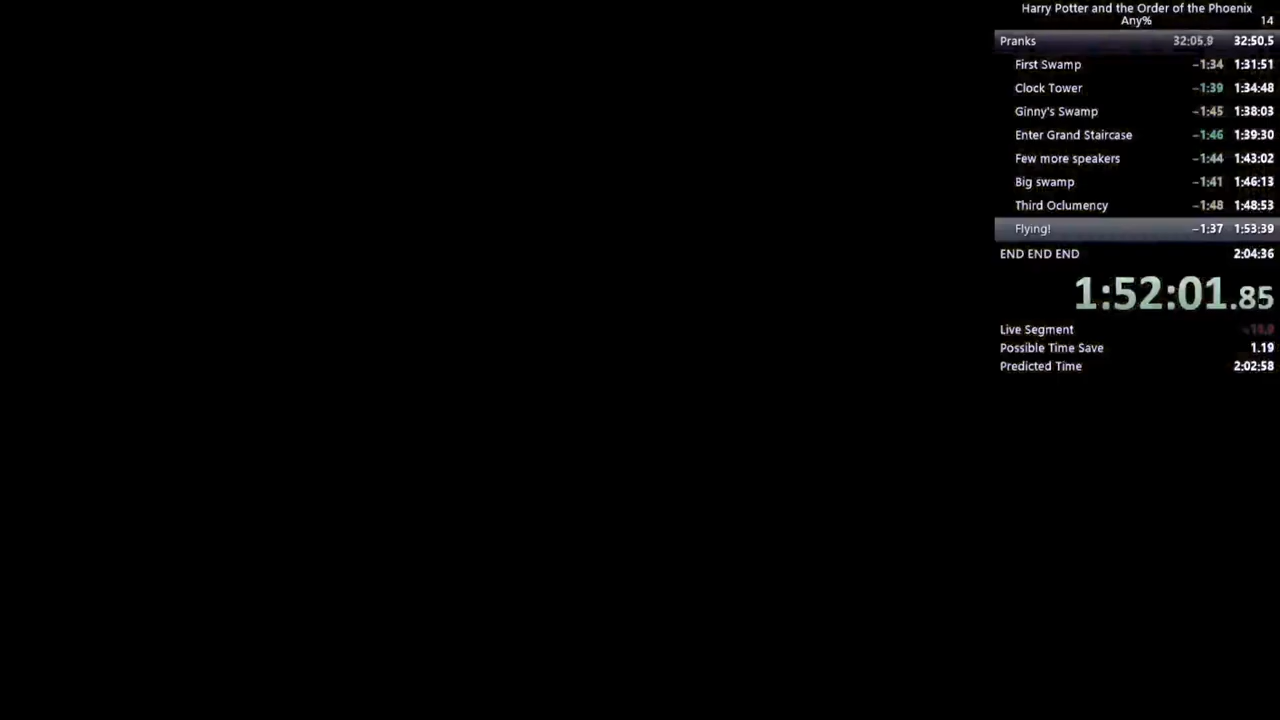 Harry Potter and the Order of the Phoenix
Any% 14
Pranks 32:05.9 32:50.5
First Swamp -1:34 1:31:51
Clock Tower -1:39 1:34:48
Ginny's Swamp -1:45 1:38:03
Enter Grand Staircase -1:46 1:39:30
Few more speakers -1:44 1:43:02
Big swamp -1:41 1:46:13
Third Oclumency -1:48 1:48:53
Flying! -1:37 1:53:39
END END END 2:04:36
1:52:01.85
Live Segment
Possible Time Save 1.19
Predicted Time 2:02:58